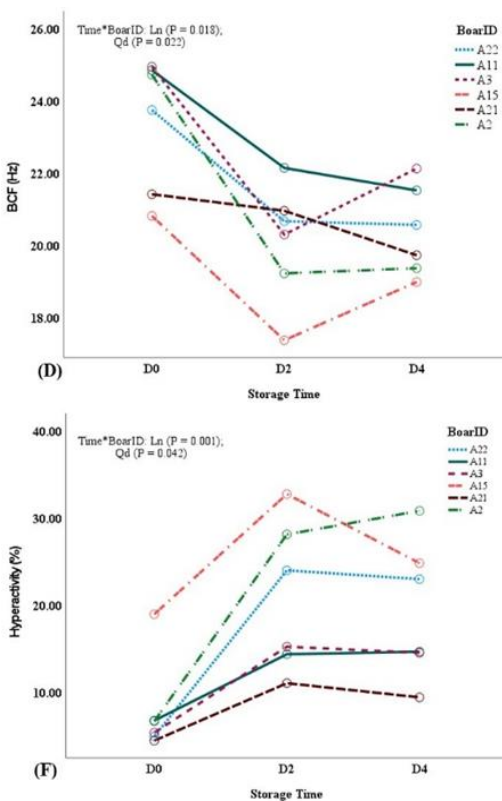 26.00
24.00
22.00
20.00
18.00
BCF (Hz)
Time*BoarID: Ln (P = 0.018);
Qd (P = 0.022)
BoarID
A22
A11
A3
A15
A21
A2
D0
D2
D4
Storage Time
(D)
40.00
30.00
20.00
10.00
Hyperactivity (%)
Time*BoarID: Ln (P = 0.001);
Qd (P = 0.042)
BoarID
A22
A11
A3
A15
A21
A2
D0
D2
D4
Storage Time
(F)